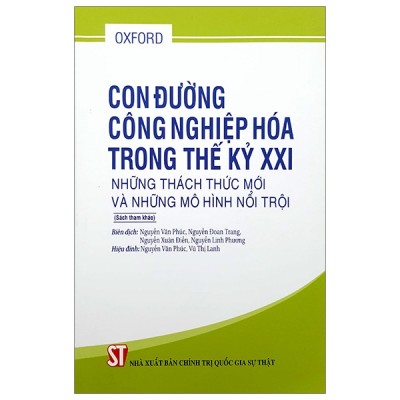 OXFORD
CON ĐƯỜNG
CÔNG NGHIỆP HÓA
TRONG THẾ KỶ XXI
NHỮNG THÁCH THỨC MỚI
VÀ NHỮNG MÔ HÌNH NỔI TRỘI
(Sách tham khảo)
Biên dịch: Nguyễn Văn Phúc, Nguyễn Đoan Trang,
Nguyễn Xuân Điền, Nguyễn Linh Phương
Hiệu đính: Nguyễn Văn Phúc, Vũ Thị Lanh
ST
NHÀ XUẤT BẢN CHÍNH TRỊ QUỐC GIA SỰ THẬT